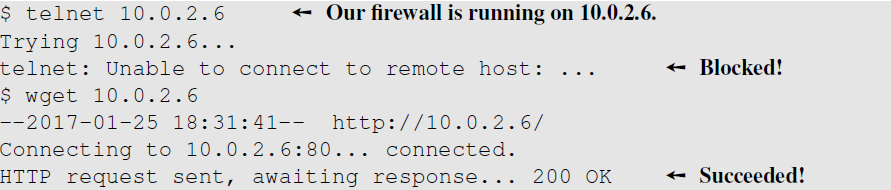 $ telnet 10.0.2.6 ← Our firewall is running on 10.0.2.6.
Trying 10.0.2.6...
telnet: Unable to connect to remote host: ... ← Blocked!
$ wget 10.0.2.6
--2017-01-25 18:31:41-- http://10.0.2.6/
Connecting to 10.0.2.6:80... connected.
HTTP request sent, awaiting response... 200 OK ← Succeeded!